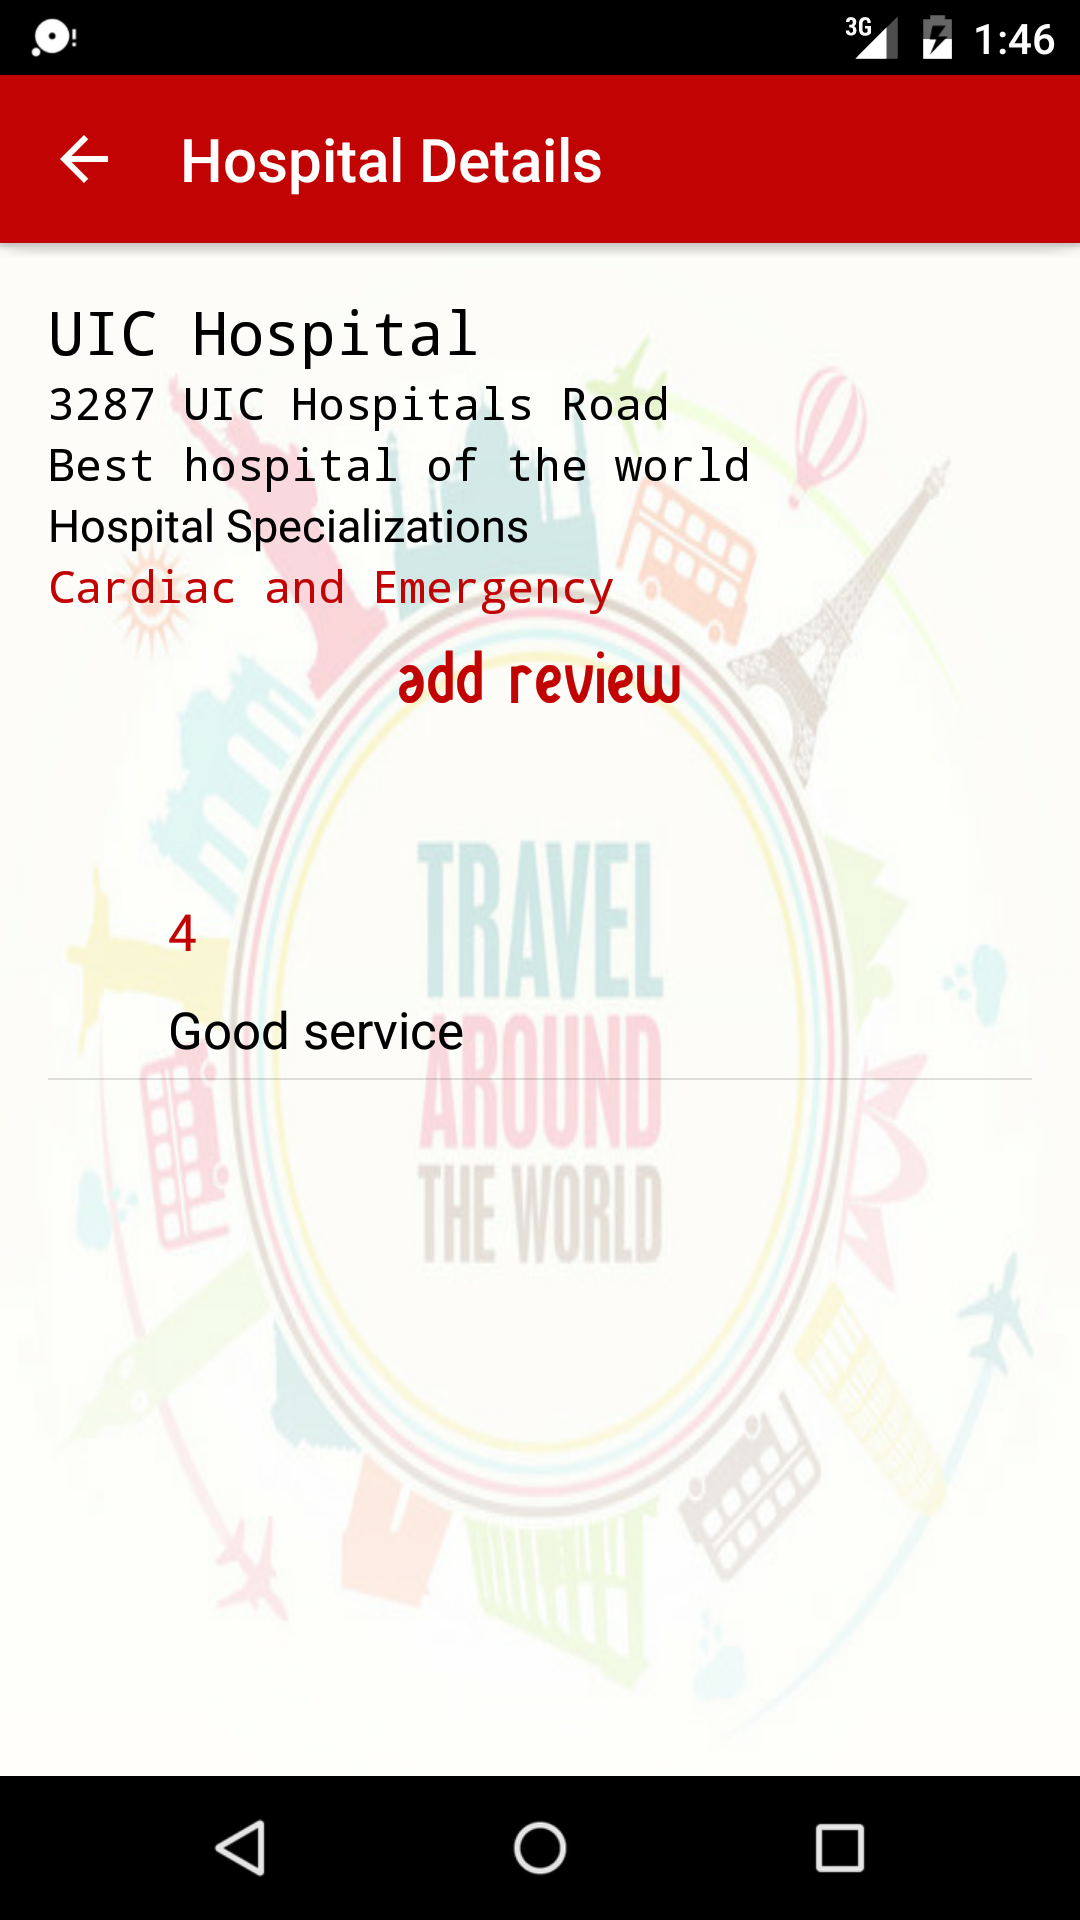 3G 1:46
Hospital Details
UIC Hospital
3287 UIC Hospitals Road
Best hospital of the world
Hospital Specializations
Cardiac and Emergency
add review
TRAVEL
4
AROUND
Good service
THE WORLD